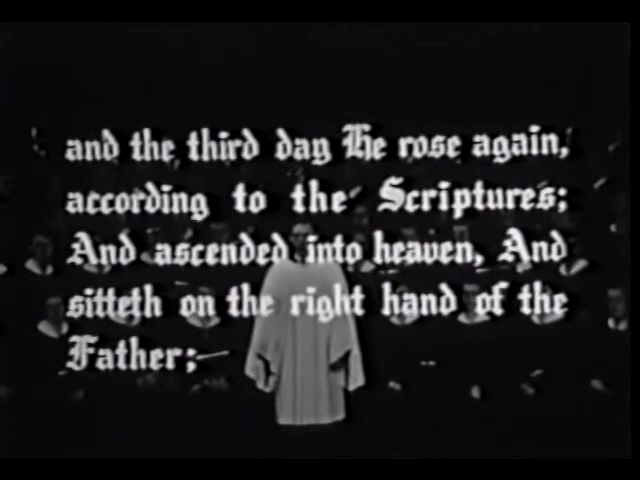 and the third day He rose again,
according to the Scriptures;
And ascended into heaven, And
sitteth on the right hand of the
Father;—